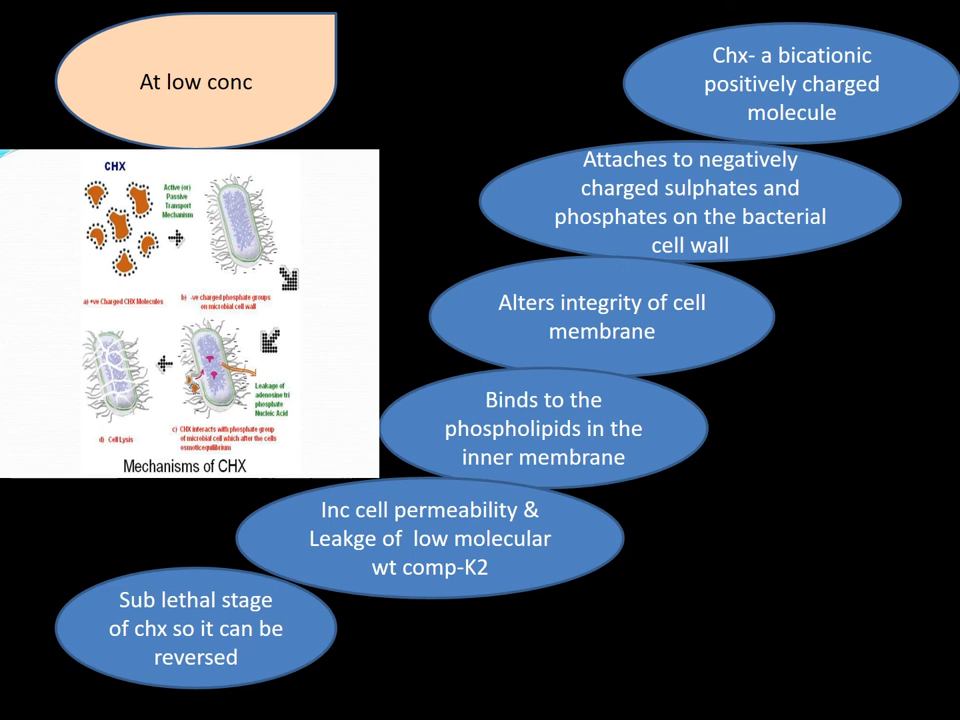 At low conc
Chx- a bicationic
positively charged
molecule
Attaches to negatively
charged sulphates and
phosphates on the bacterial
cell wall
Alters integrity of cell
membrane
Binds to the
phospholipids in the
inner membrane
Inc cell permeability &
Leakge of low molecular
wt comp-K2
Sub lethal stage
of chx so it can be
reversed
CHX
Active (or)
Passive
Transport
Mechanism
a) +ve Charged CHX Molecules
b) -ve charged phosphate groups
on microbial cell wall
Leakage of
adenosine tri
phosphate
Nucleic Acid
c) CHX interacts with phosphate group
of microbial cell which after the cells
osmoticequilibrium
d) Cell Lysis
Mechanisms of CHX